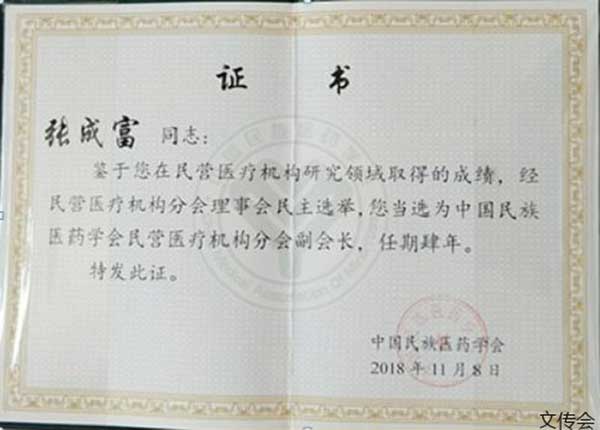 证 书
张成富 同志：
鉴于您在民营医疗机构研究领域取得的成绩，经
民营医疗机构分会理事会民主选举，您当选为中国民族
医药学会民营医疗机构分会副会长，任期肆年。
特发此证。
中国民族医药学会
2018年11月8日
文传会